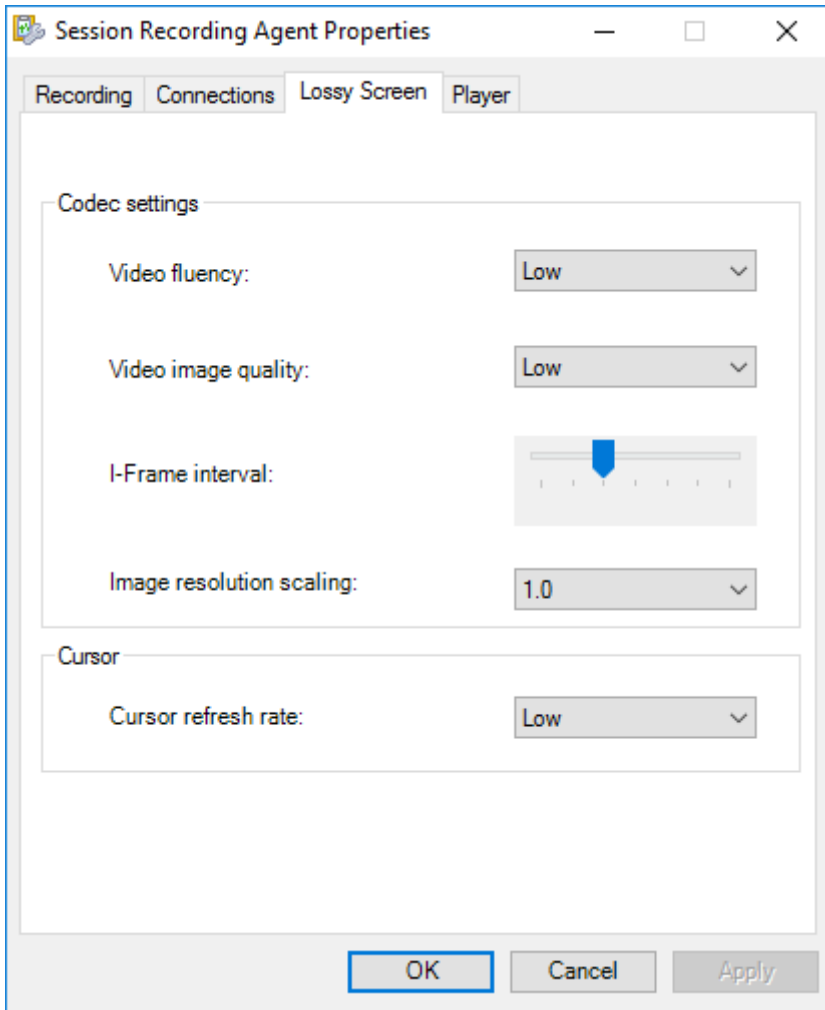 Session Recording Agent Properties
Recording Connections Lossy Screen Player
Codec settings
Video fluency: Low
Video image quality: Low
I-Frame interval:
Image resolution scaling: 1.0
Cursor
Cursor refresh rate: Low
OK Cancel Apply